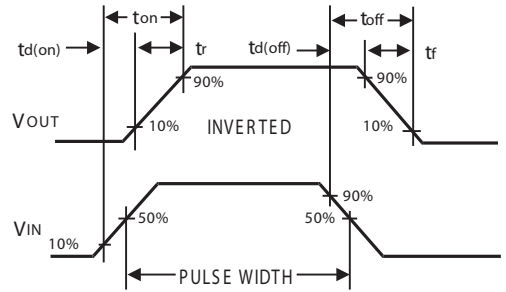 ton
toff
td(on)
tr
td(off)
tf
90%
90%
VOUT
10%
INVERTED
10%
90%
50%
50%
VIN
10%
PULSE WIDTH